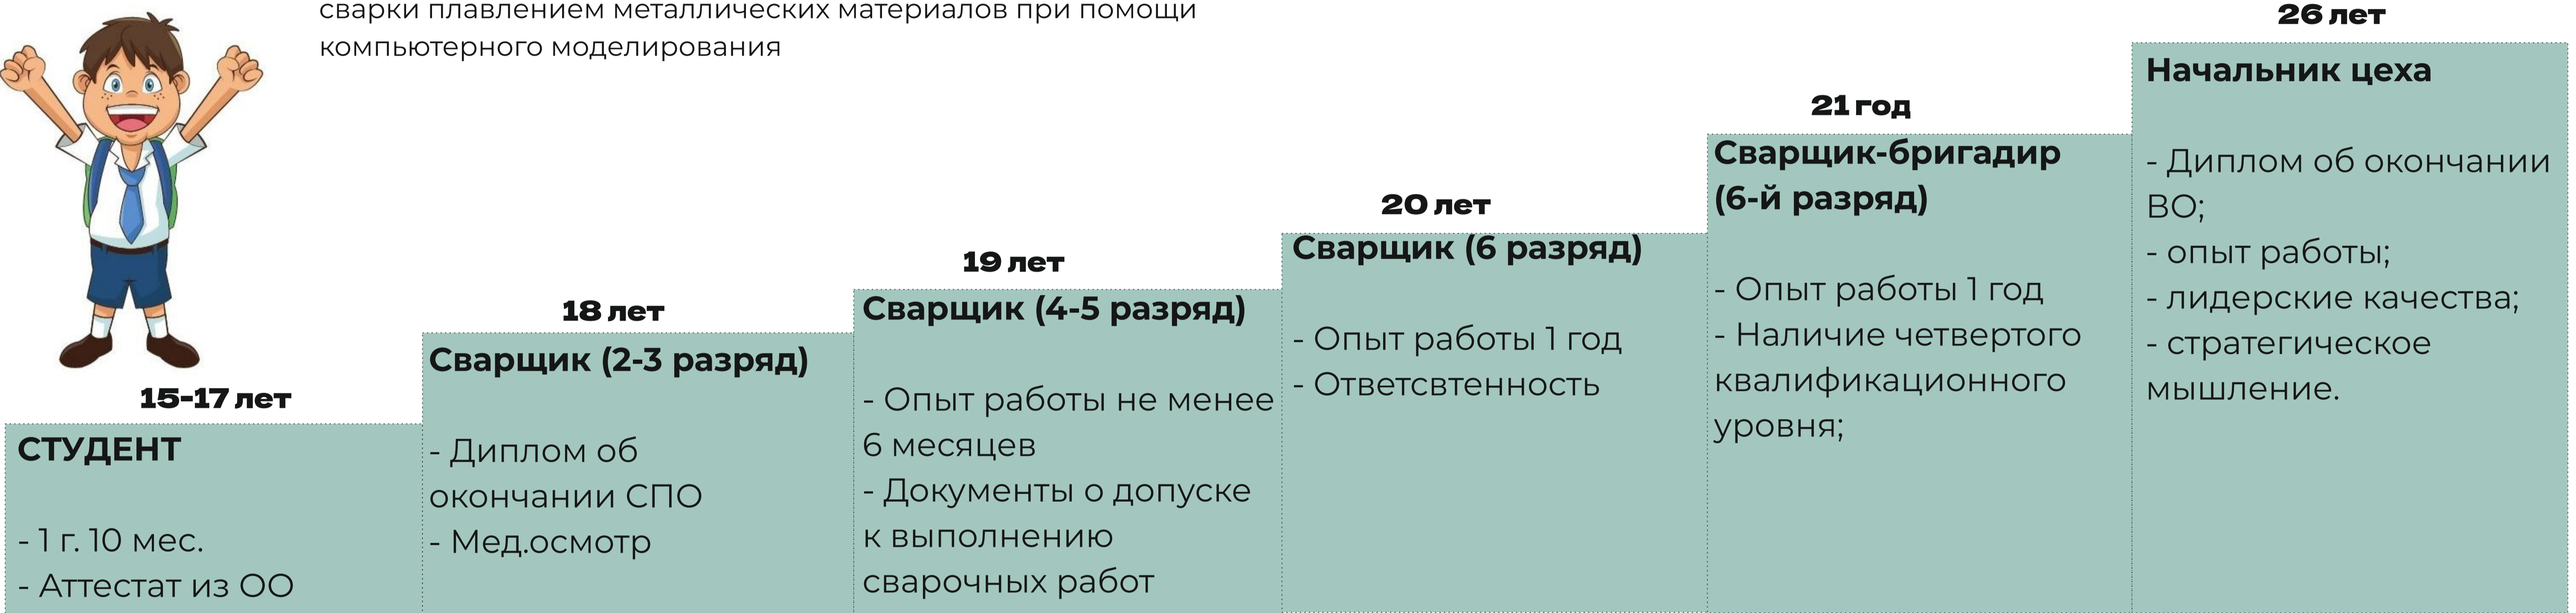 сварки плавлением металлических материалов при помощи
компьютерного моделирования
15-17 лет
СТУДЕНТ
- 1 г. 10 мес.
- Аттестат из ОО
18 лет
Сварщик (2-3 разряд)
- Диплом об
окончании СПО
- Мед.осмотр
19 лет
Сварщик (4-5 разряд)
- Опыт работы не менее
6 месяцев
- Документы о допуске
к выполнению
сварочных работ
20 лет
Сварщик (6 разряд)
- Опыт работы 1 год
- Ответсвтенность
21 год
Сварщик-бригадир
(6-й разряд)
- Опыт работы 1 год
- Наличие четвертого
квалификационного
уровня;
26 лет
Начальник цеха
- Диплом об окончании
ВО;
- опыт работы;
- лидерские качества;
- стратегическое
мышление.